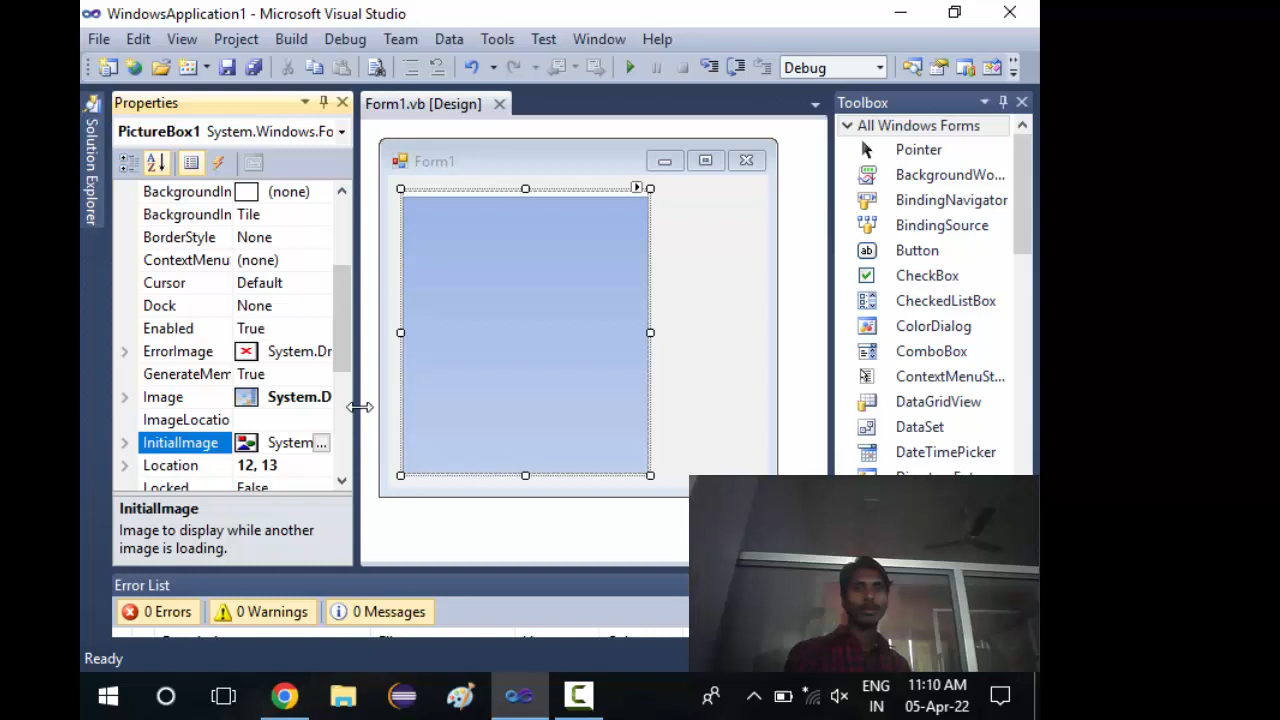 WindowsApplication1 - Microsoft Visual Studio
File Edit View Project Build Debug Team Data Tools Test Window Help
Debug
Solution Explorer
Properties
PictureBox1 System.Windows.Fo
BackgroundIn (none)
BackgroundIn Tile
BorderStyle None
ContextMenu (none)
Cursor Default
Dock None
Enabled True
ErrorImage System.Dr
GenerateMem True
Image System.D
ImageLocatio
InitialImage System ...
Location 12, 13
Locked False
InitialImage
Image to display while another
image is loading.
Form1.vb [Design]
Form1
Toolbox
All Windows Forms
Pointer
BackgroundWo...
BindingNavigator
BindingSource
Button
CheckBox
CheckedListBox
ColorDialog
ComboBox
ContextMenuSt...
DataGridView
DataSet
DateTimePicker
Error List
0 Errors 0 Warnings 0 Messages
Ready
ENG
IN
11:10 AM
05-Apr-22